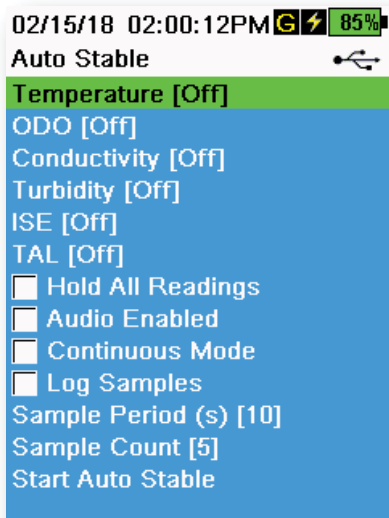 02/15/18 02:00:12PM G 85%
Auto Stable
Temperature [Off]
ODO [Off]
Conductivity [Off]
Turbidity [Off]
ISE [Off]
TAL [Off]
Hold All Readings
Audio Enabled
Continuous Mode
Log Samples
Sample Period (s) [10]
Sample Count [5]
Start Auto Stable